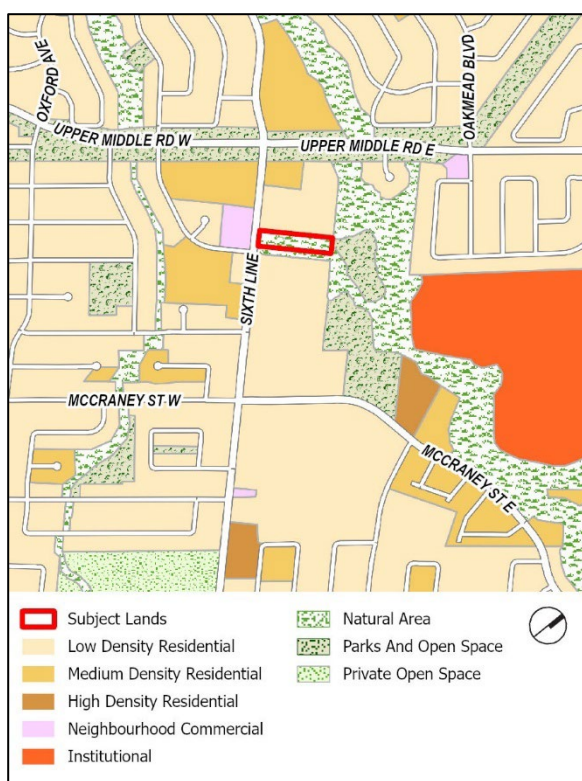 OXFORD AVE
OAKMEAD BLVD
UPPER MIDDLE RD W
UPPER MIDDLE RD E
SIXTH LINE
MCCRANEY ST W
MCCRANEY ST E
Subject Lands
Low Density Residential
Medium Density Residential
High Density Residential
Neighbourhood Commercial
Institutional
Natural Area
Parks And Open Space
Private Open Space